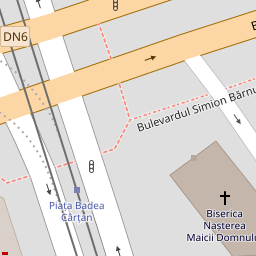 DN6
Bulevardul Simion Bărnu
Piața Badea
Cârțan
Biserica
Nașterea
Maicii Domnulu